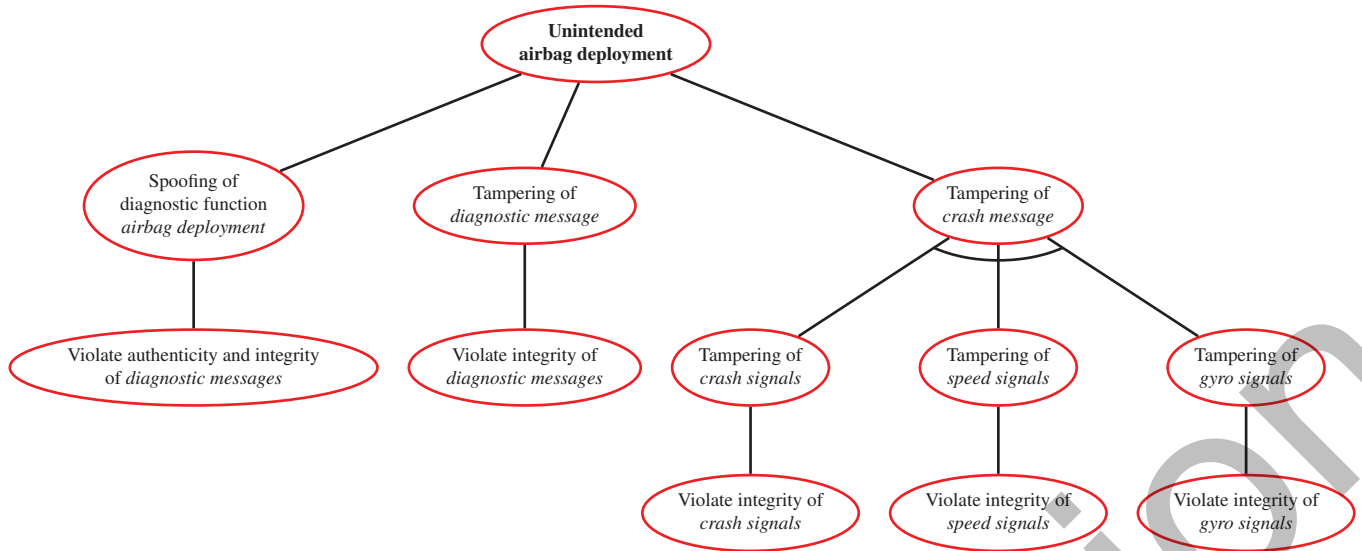 Unintended
airbag deployment
Spoofing of
diagnostic function
airbag deployment
Tampering of
diagnostic message
Tampering of
crash message
Violate authenticity and integrity
of diagnostic messages
Violate integrity of
diagnostic messages
Tampering of
crash signals
Tampering of
speed signals
Tampering of
gyro signals
Violate integrity of
crash signals
Violate integrity of
speed signals
Violate integrity of
gyro signals